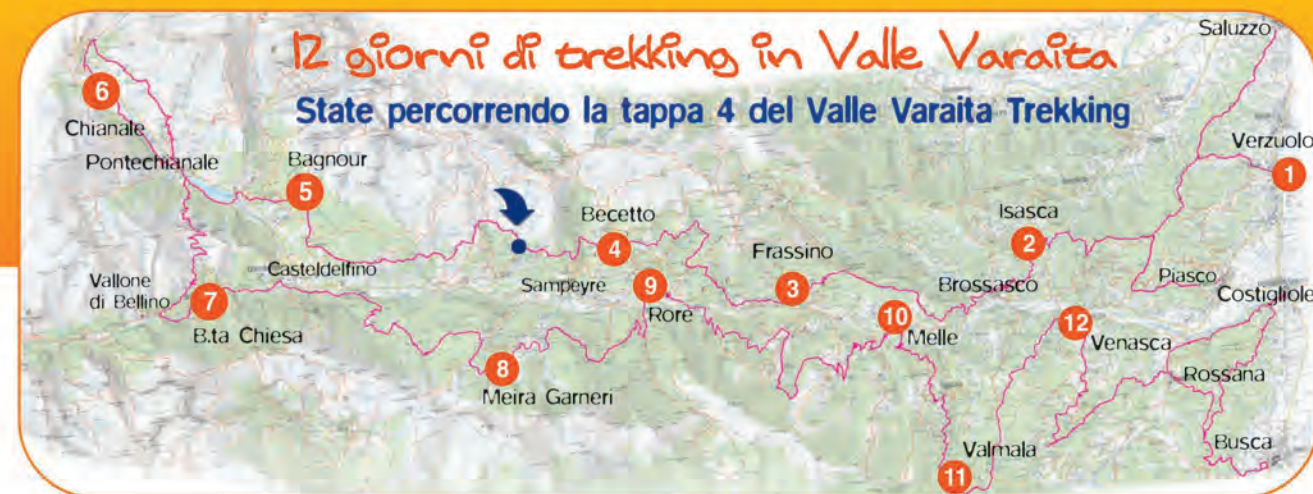 12 giorni di trekking in Valle Varaita
State percorrendo la tappa 4 del Valle Varaita Trekking
Saluzzo
6
Chianale
Verzuolo
1
Pontechianale
Bagnour
5
Becetto
4
Isasca
2
Frassino
3
Vallone
di Bellino
7
Casteldelfino
Sampeyre
9
Rore
Brossasco
Piasco
Costigliole
B.ta Chiesa
10
Melle
12
Venasca
8
Meira Garneri
Rossana
Valmala
11
Busca